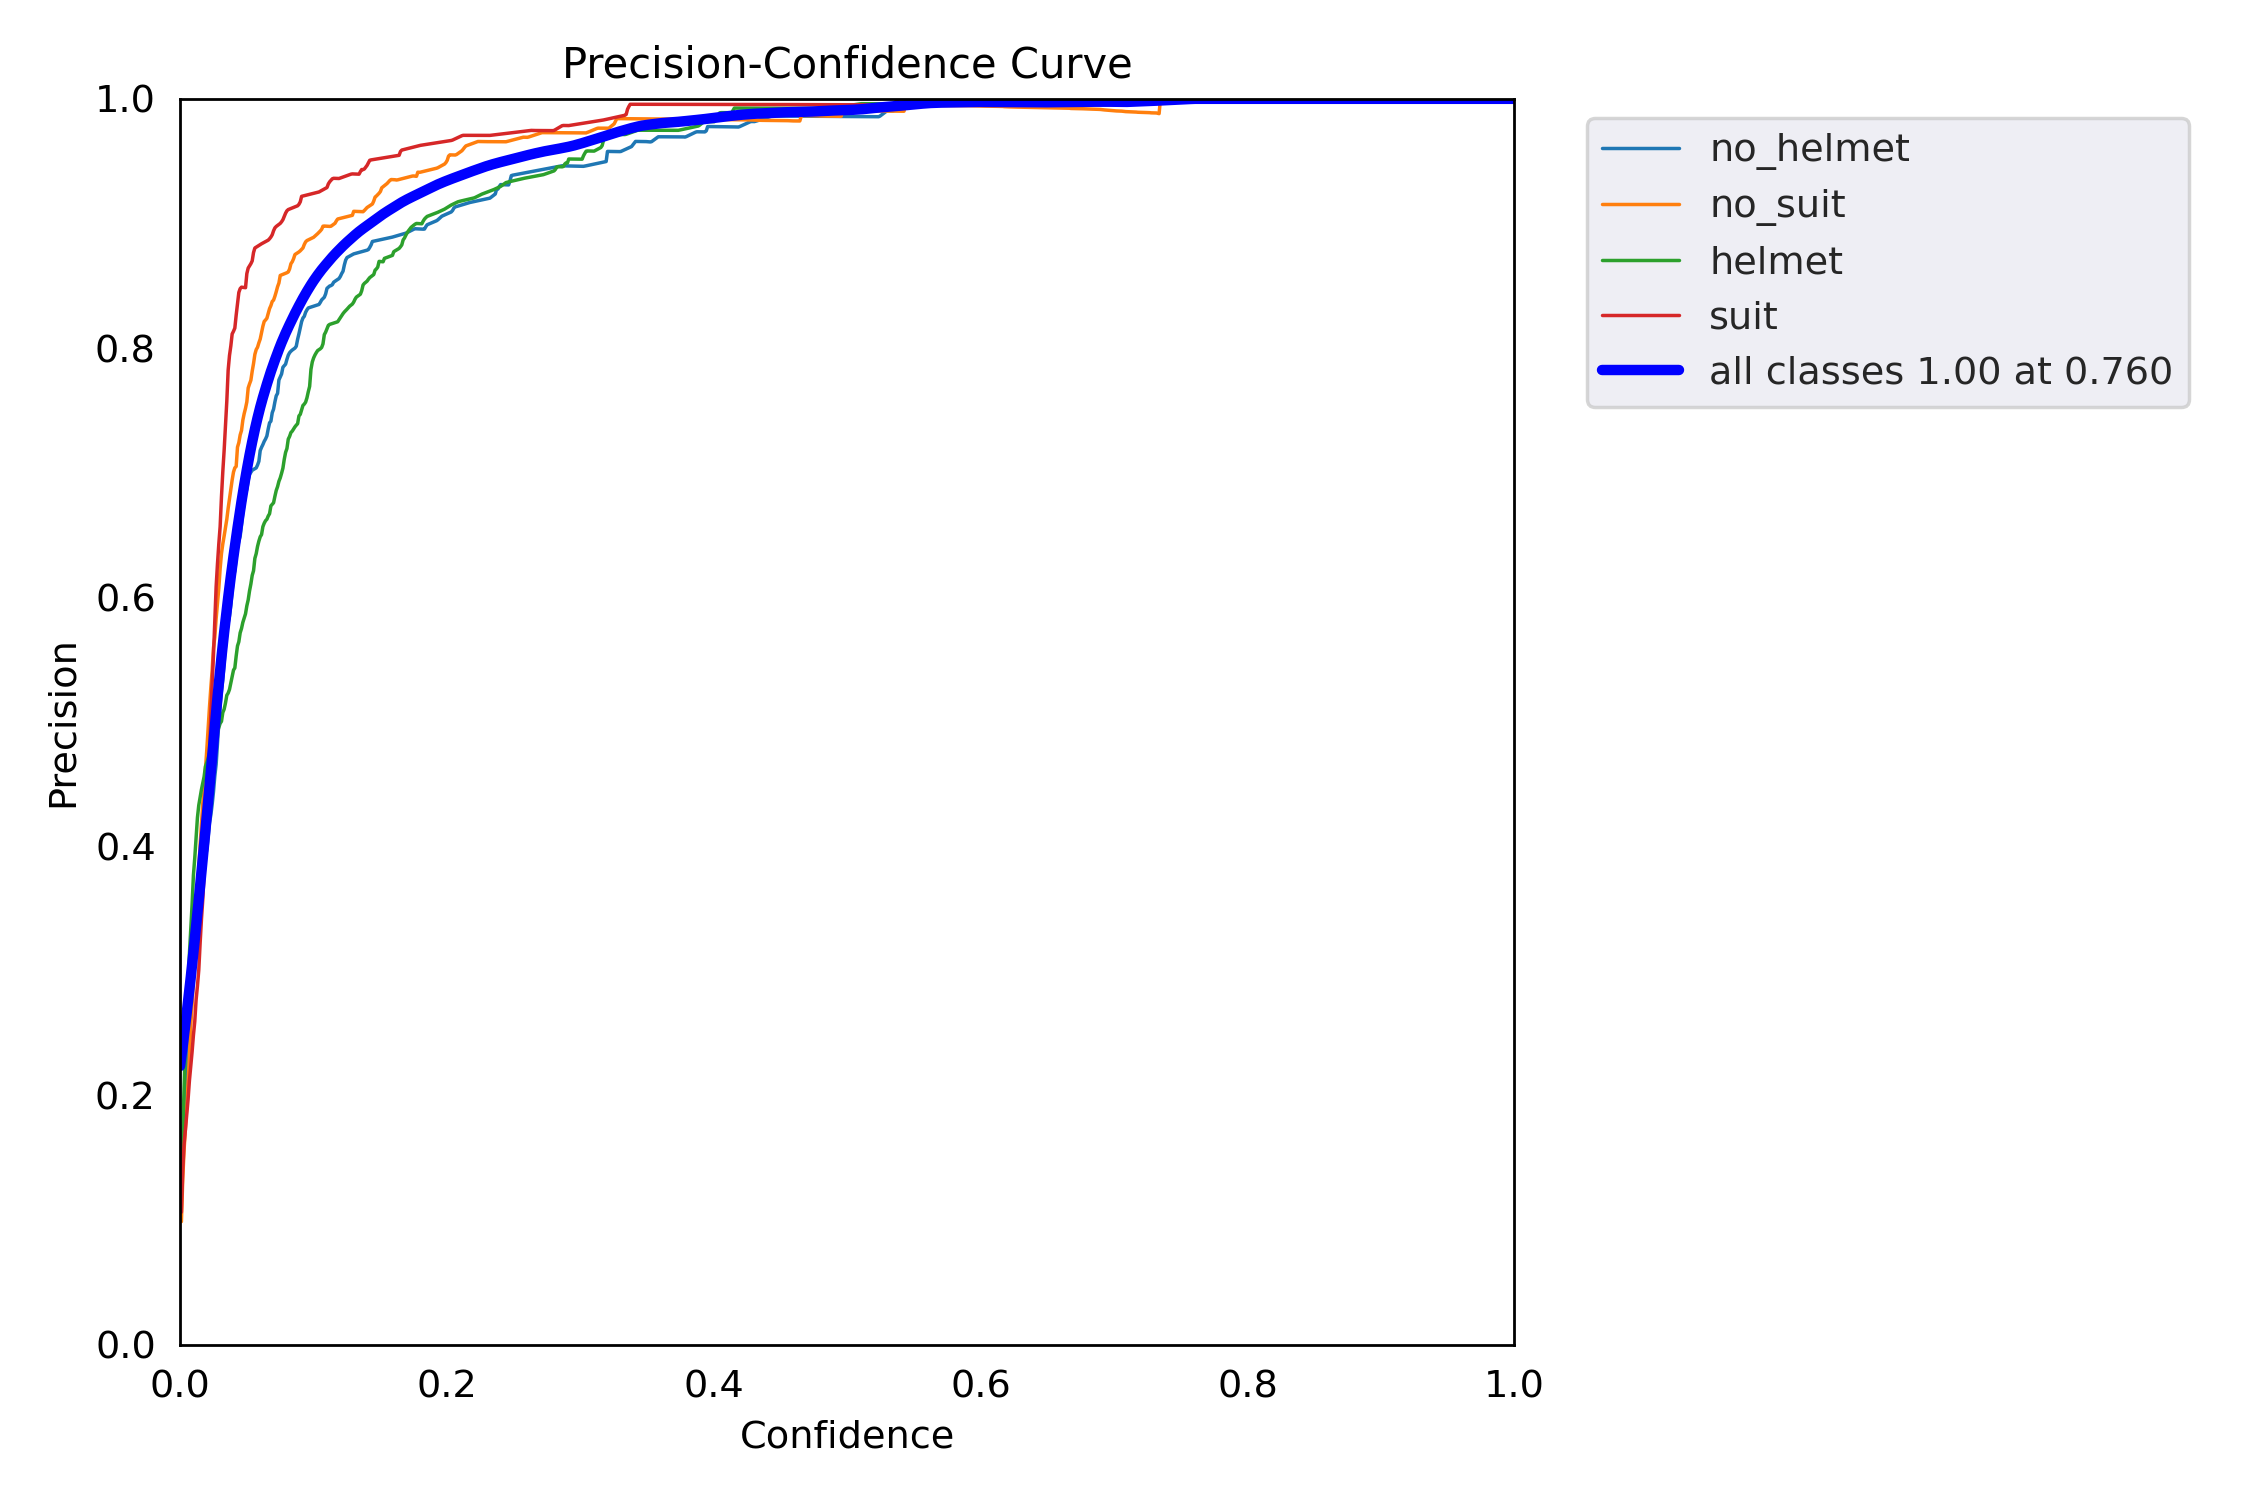 Precision-Confidence Curve
1.0
0.8
0.6
0.4
0.2
0.0
Precision
0.0 0.2 0.4 0.6 0.8 1.0
Confidence
no_helmet
no_suit
helmet
suit
all classes 1.00 at 0.760